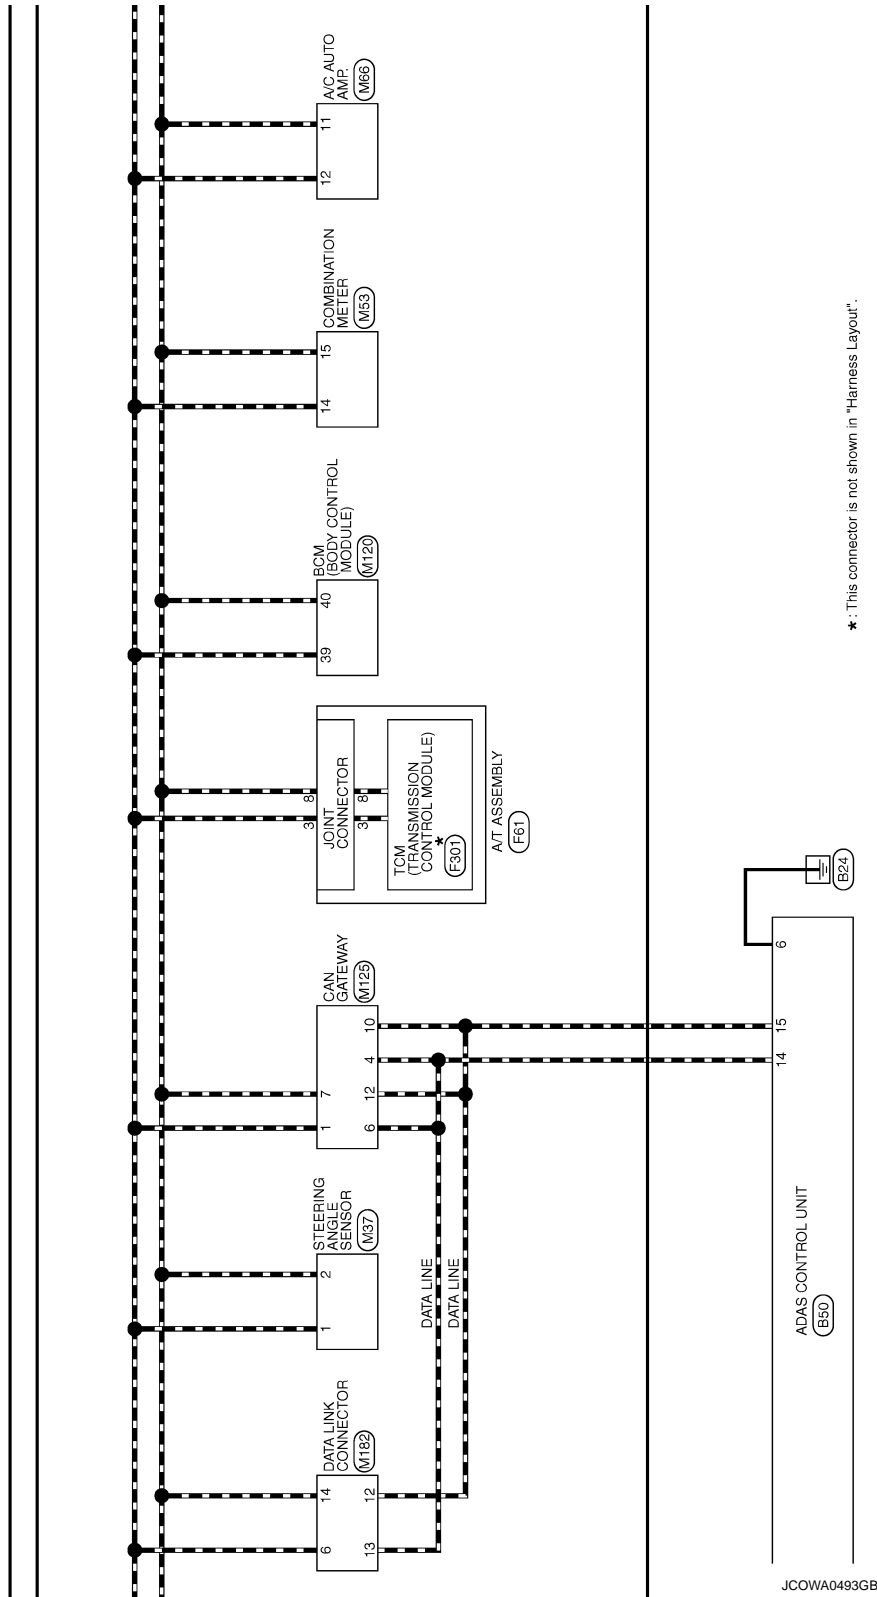 A/C AUTO
AMP.
M66
11
12
COMBINATION
METER
M53
15
14
BCM
(BODY CONTROL
MODULE)
M120
40
39
8
3
JOINT
CONNECTOR
8
3
TCM
(TRANSMISSION
CONTROL MODULE)
*
F301
A/T ASSEMBLY
F61
CAN
GATEWAY
M125
7
1
10
4
12
6
STEERING
ANGLE
SENSOR
M37
2
1
DATA LINE
DATA LINE
DATA LINK
CONNECTOR
M182
14
6
12
13
B24
6
15
14
ADAS CONTROL UNIT
B50
* : This connector is not shown in "Harness Layout".
JCOWA0493GB